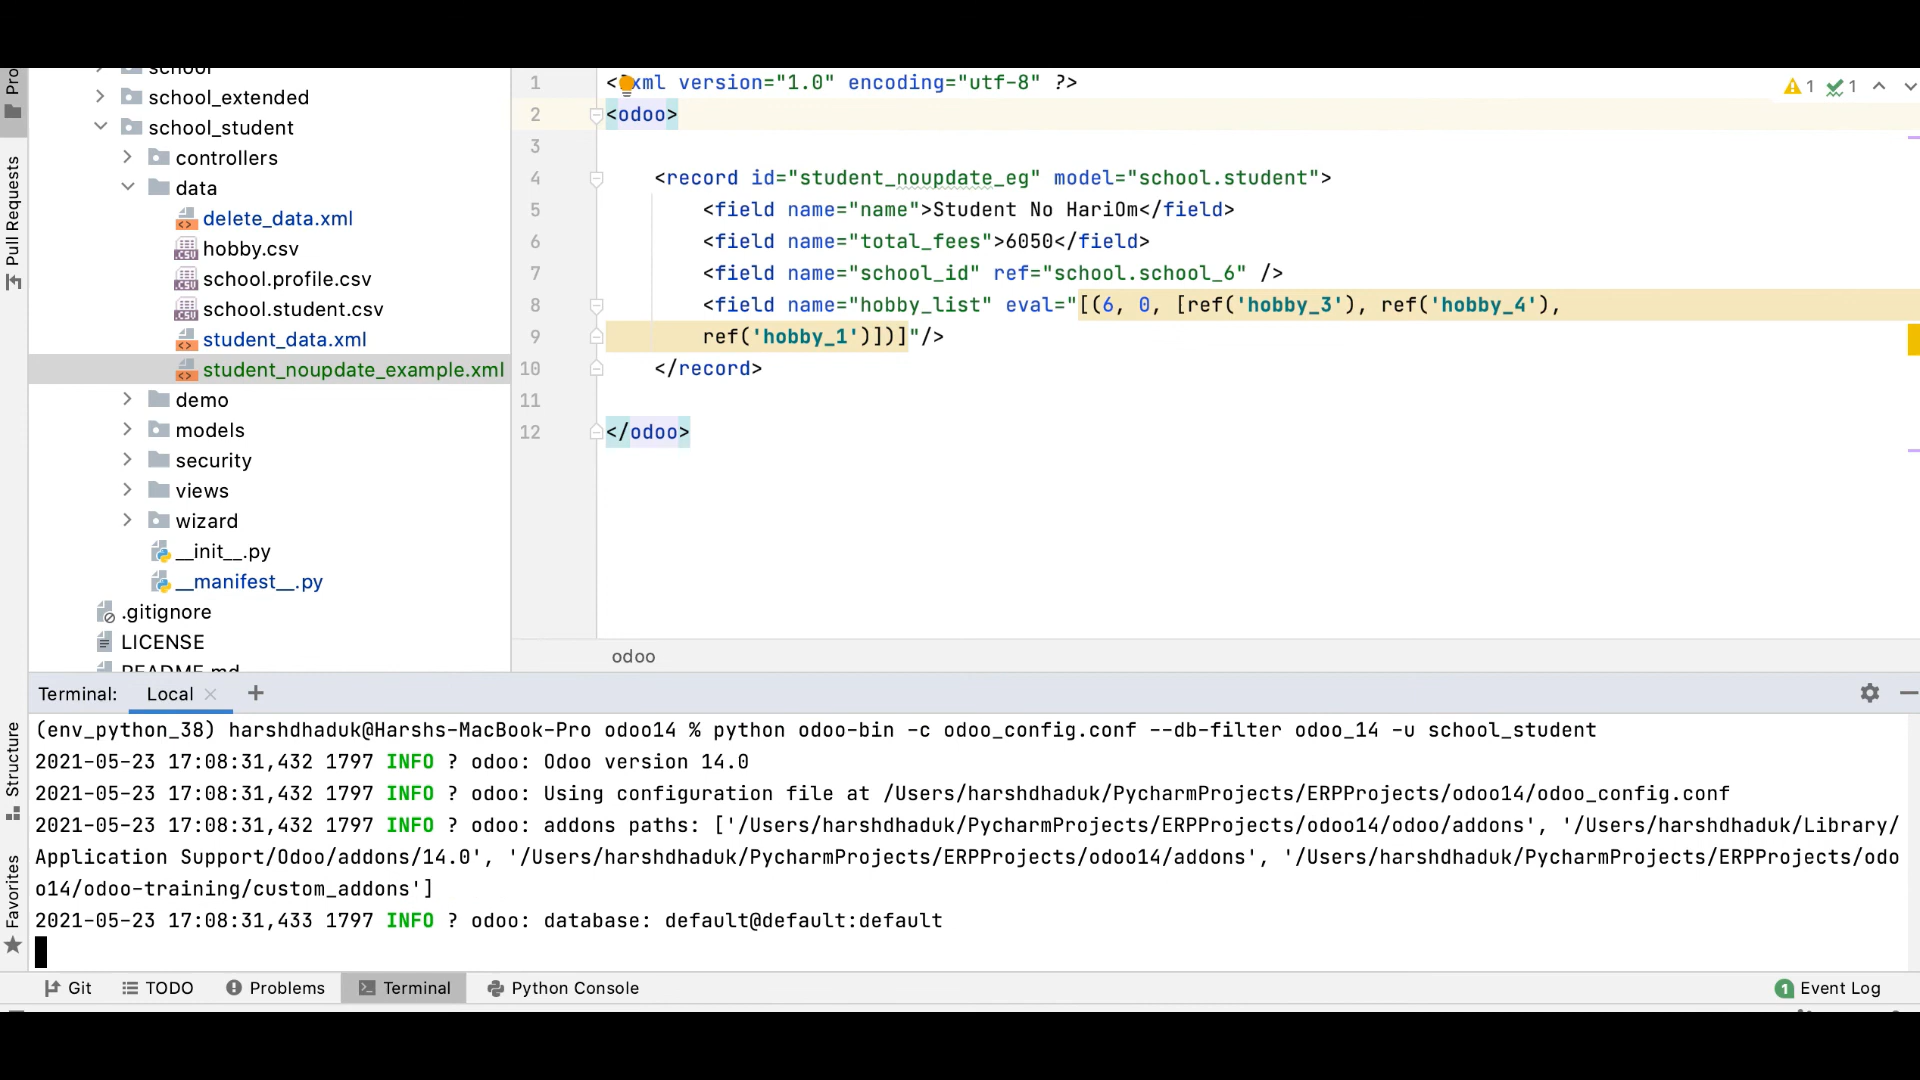 Pro
Pull Requests
Structure
Favorites
school
school_extended
school_student
controllers
data
delete_data.xml
hobby.csv
school.profile.csv
school.student.csv
student_data.xml
student_noupdate_example.xml
demo
models
security
views
wizard
__init__.py
__manifest__.py
.gitignore
LICENSE
README.md
1 <?xml version="1.0" encoding="utf-8" ?>
2 <odoo>
3
4 <record id="student_noupdate_eg" model="school.student">
5 <field name="name">Student No HariOm</field>
6 <field name="total_fees">6050</field>
7 <field name="school_id" ref="school.school_6" />
8 <field name="hobby_list" eval="[(6, 0, [ref('hobby_3'), ref('hobby_4'),
9 ref('hobby_1')])]"/>
10 </record>
11
12 </odoo>
1 1
odoo
Terminal: Local
(env_python_38) harshdhaduk@Harshs-MacBook-Pro odoo14 % python odoo-bin -c odoo_config.conf --db-filter odoo_14 -u school_student
2021-05-23 17:08:31,432 1797 INFO ? odoo: Odoo version 14.0
2021-05-23 17:08:31,432 1797 INFO ? odoo: Using configuration file at /Users/harshdhaduk/PycharmProjects/ERPProjects/odoo14/odoo_config.conf
2021-05-23 17:08:31,432 1797 INFO ? odoo: addons paths: ['/Users/harshdhaduk/PycharmProjects/ERPProjects/odoo14/odoo/addons', '/Users/harshdhaduk/Library/
Application Support/Odoo/addons/14.0', '/Users/harshdhaduk/PycharmProjects/ERPProjects/odoo14/addons', '/Users/harshdhaduk/PycharmProjects/ERPProjects/odo
o14/odoo-training/custom_addons']
2021-05-23 17:08:31,433 1797 INFO ? odoo: database: default@default:default
Git TODO Problems Terminal Python Console 1 Event Log